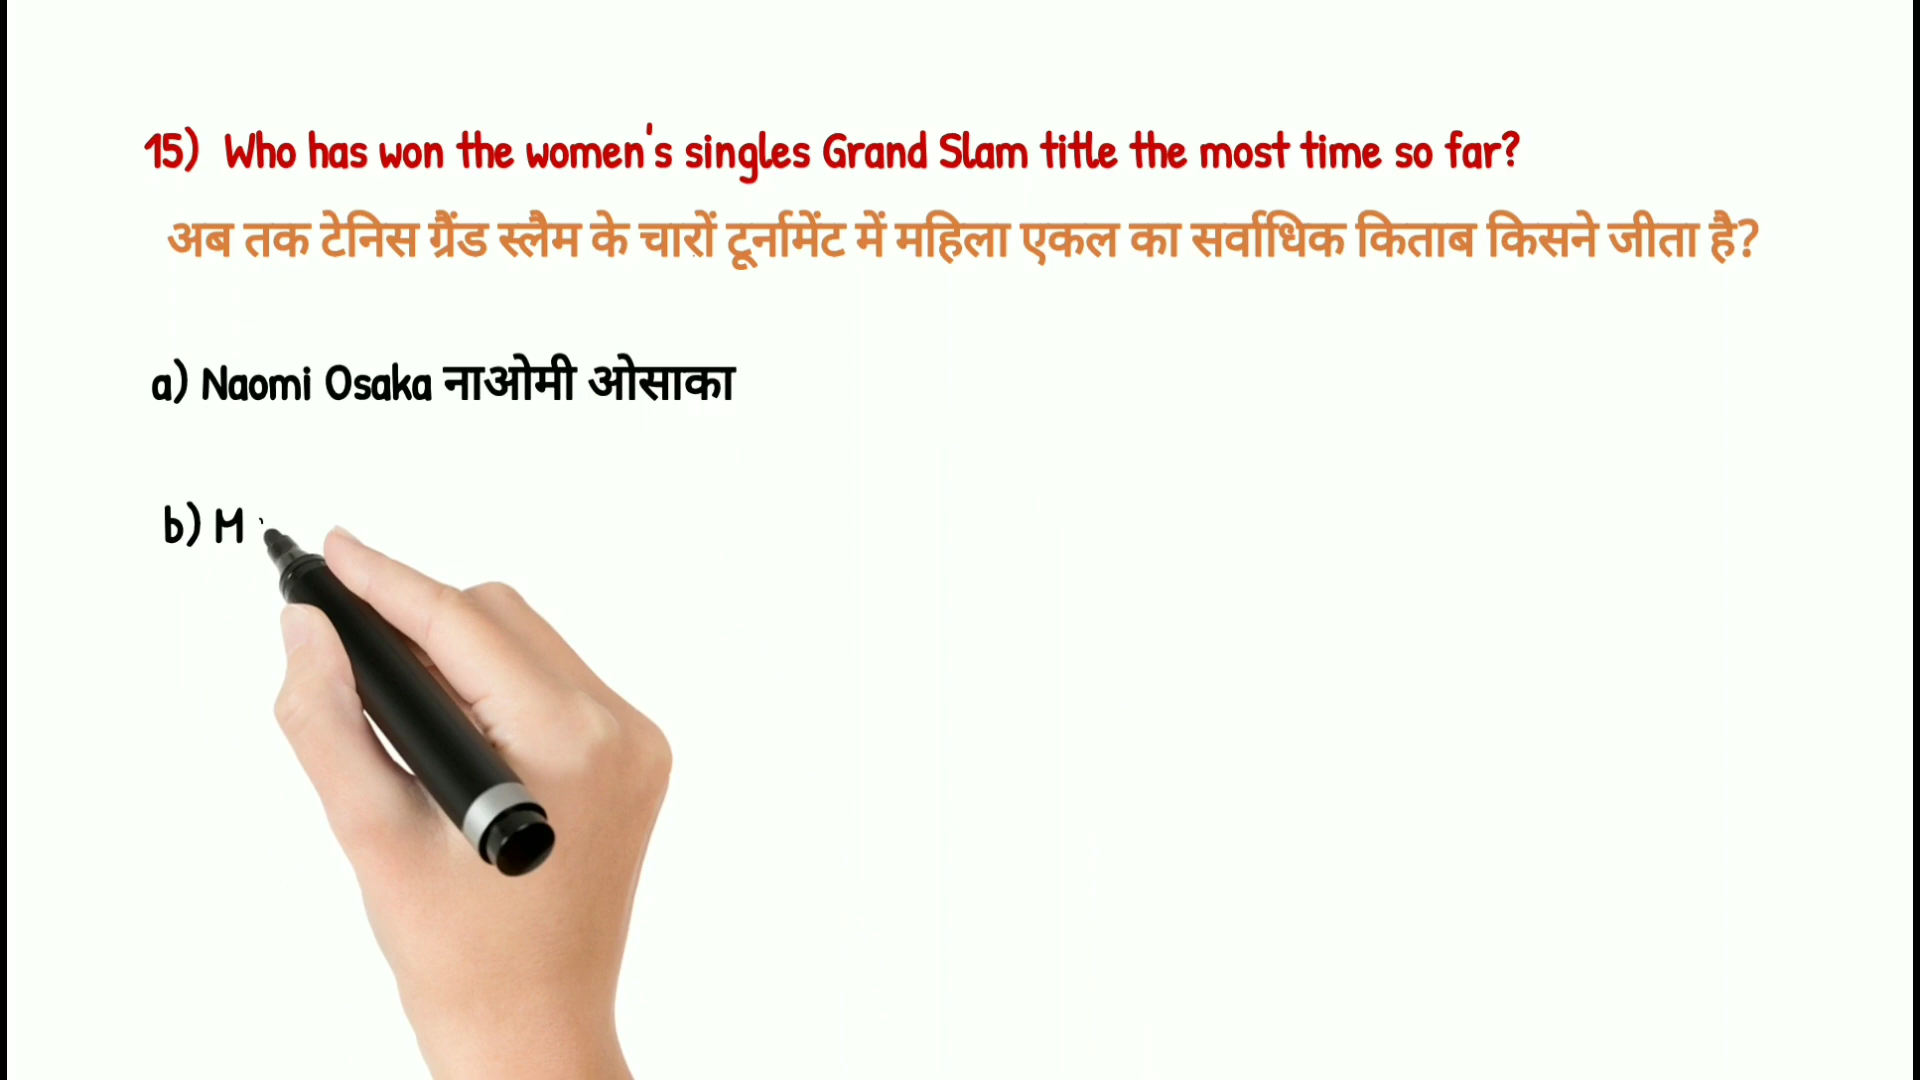 15) Who has won the women's singles Grand Slam title the most time so far?
अब तक टेनिस ग्रैंड स्लैम के चारों टूर्नामेंट में महिला एकल का सर्वाधिक किताब किसने जीता है?
a) Naomi Osaka नाओमी ओसाका
b) M